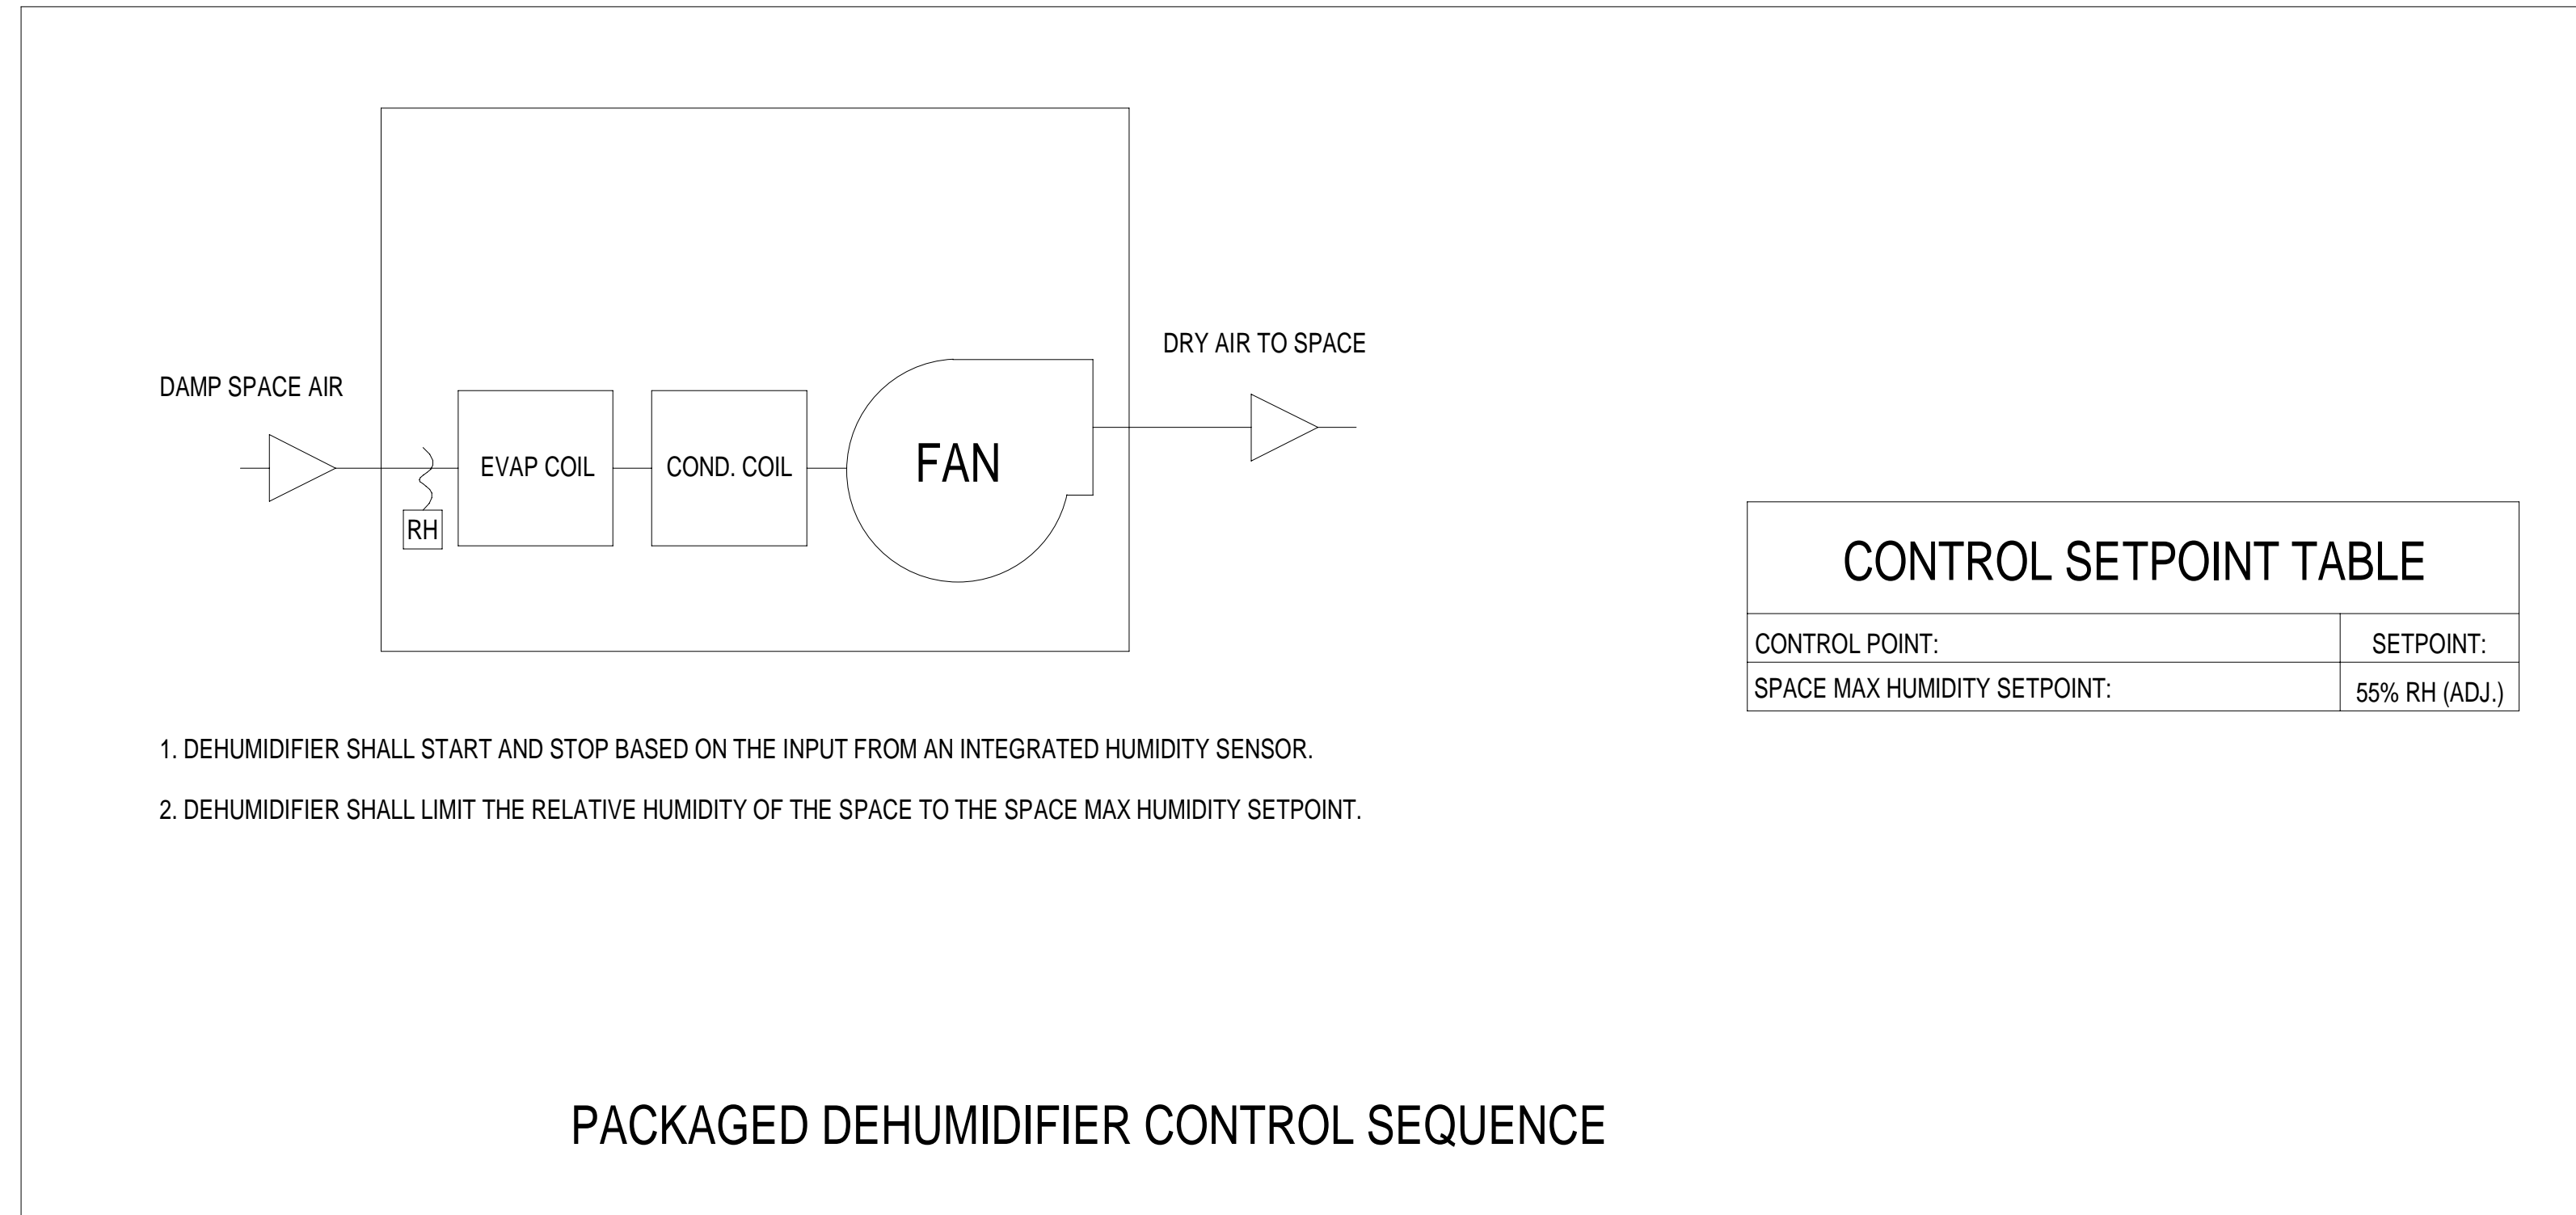 DRY AIR TO SPACE
DAMP SPACE AIR
EVAP COIL
COND. COIL
FAN
RH
CONTROL SETPOINT TABLE
CONTROL POINT:
SETPOINT:
SPACE MAX HUMIDITY SETPOINT:
55% RH (ADJ.)
1. DEHUMIDIFIER SHALL START AND STOP BASED ON THE INPUT FROM AN INTEGRATED HUMIDITY SENSOR.
2. DEHUMIDIFIER SHALL LIMIT THE RELATIVE HUMIDITY OF THE SPACE TO THE SPACE MAX HUMIDITY SETPOINT.
PACKAGED DEHUMIDIFIER CONTROL SEQUENCE